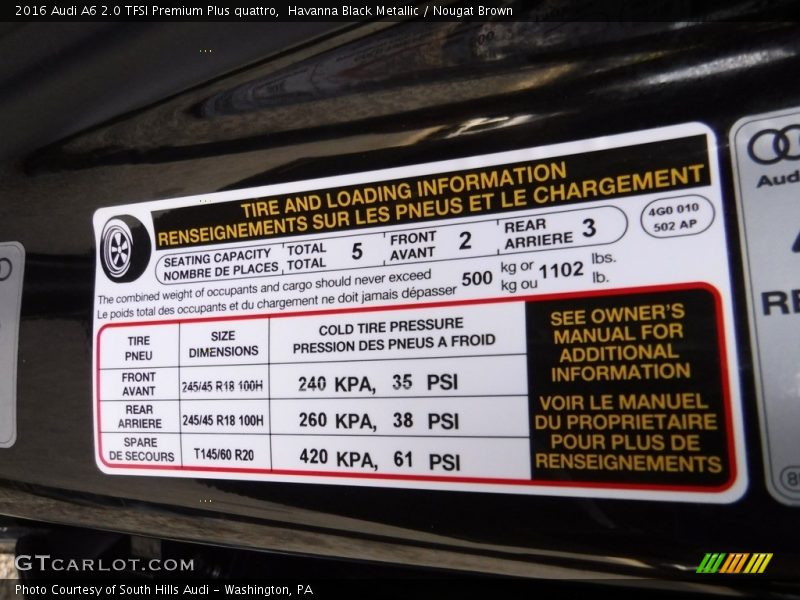 2016 Audi A6 2.0 TFSI Premium Plus quattro,  Havanna Black Metallic / Nougat Brown
TIRE AND LOADING INFORMATION
RENSEIGNEMENTS SUR LES PNEUS ET LE CHARGEMENT
SEATING CAPACITY TOTAL 5 FRONT 2 REAR 3
NOMBRE DE PLACES TOTAL AVANT ARRIERE
4G0 010
502 AP
The combined weight of occupants and cargo should never exceed 500 kg or 1102 lbs.
Le poids total des occupants et du chargement ne doit jamais dépasser kg ou lb.
TIRE SIZE COLD TIRE PRESSURE
PNEU DIMENSIONS PRESSION DES PNEUS A FROID
FRONT
AVANT 245/45 R18 100H 240 KPA, 35 PSI
REAR
ARRIERE 245/45 R18 100H 260 KPA, 38 PSI
SPARE
DE SECOURS T145/60 R20 420 KPA, 61 PSI
SEE OWNER'S
MANUAL FOR
ADDITIONAL
INFORMATION
VOIR LE MANUEL
DU PROPRIETAIRE
POUR PLUS DE
RENSEIGNEMENTS
Aud
RE
GTCARLOT.COM
Photo Courtesy of South Hills Audi - Washington, PA